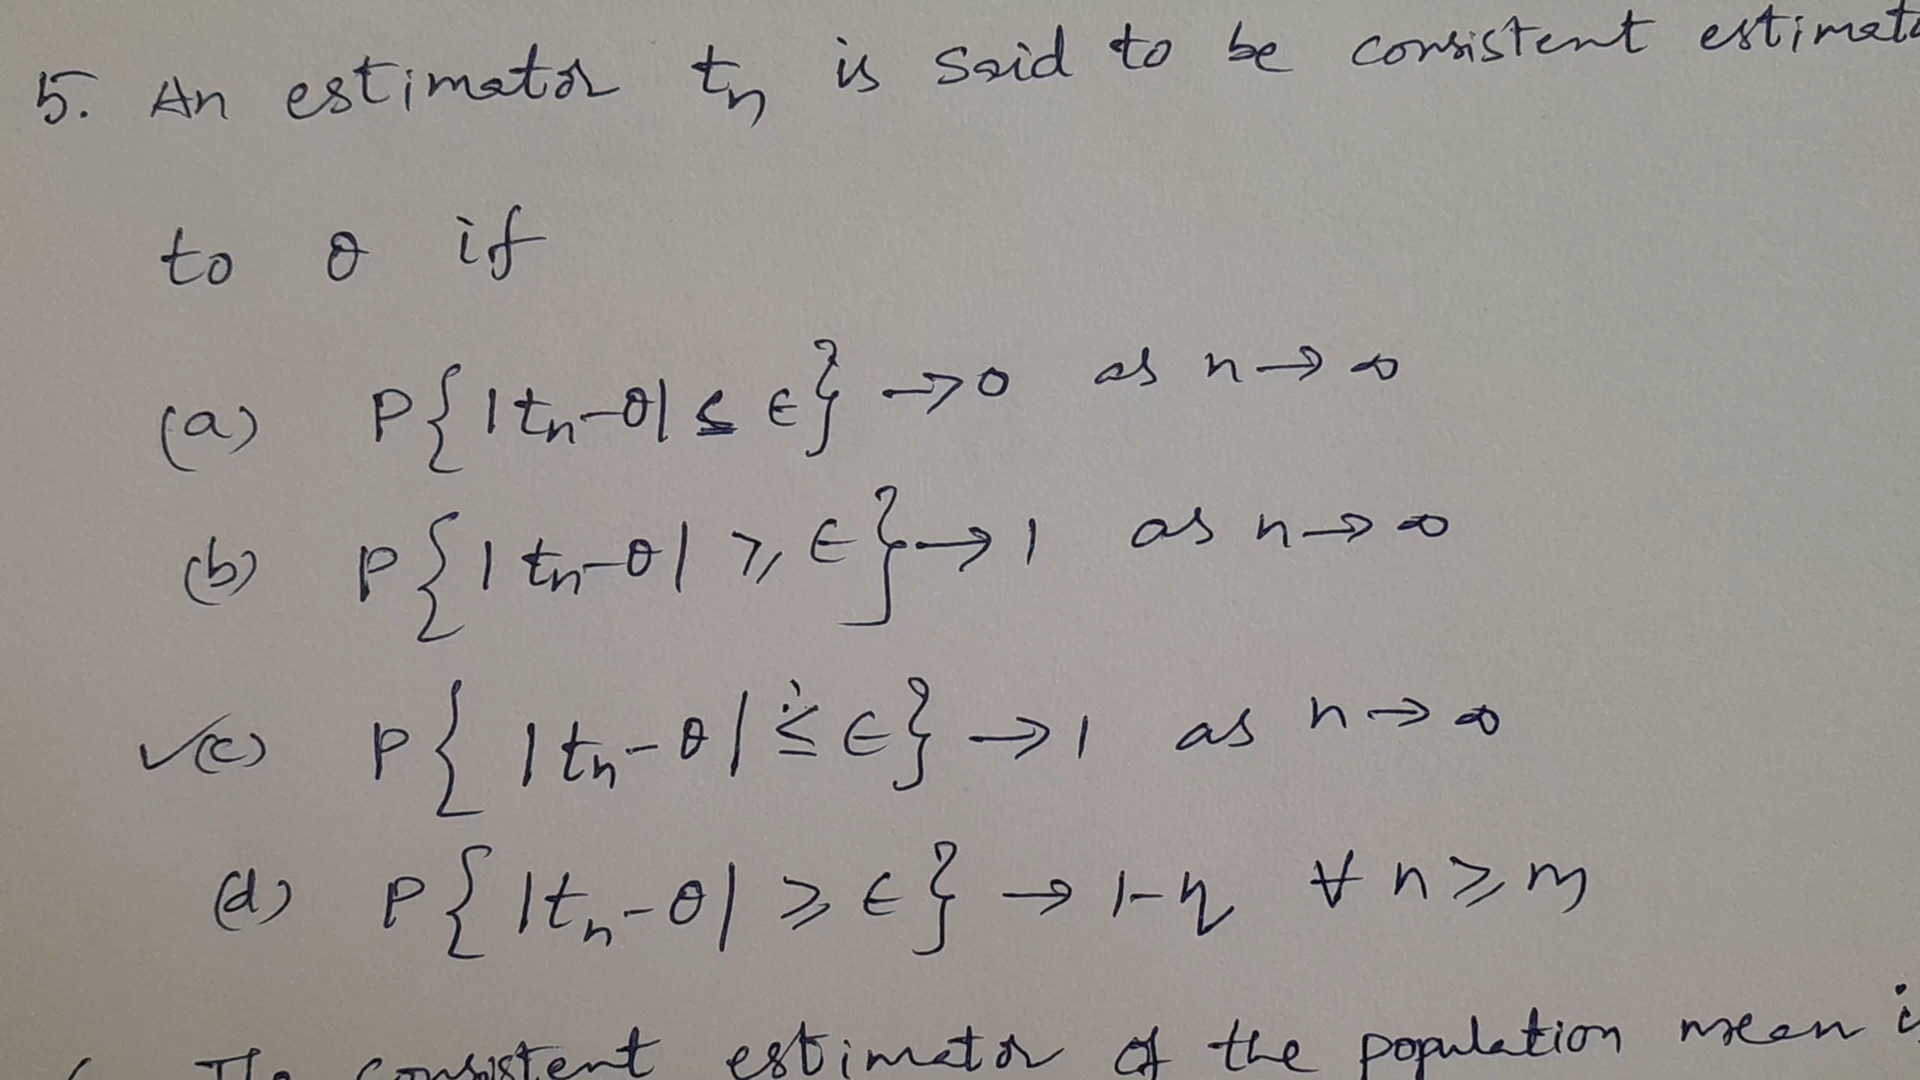 5. An estimator tₙ is said to be consistent estimat
to θ if
(a) P{|tₙ-θ| ≤ ϵ} → 0 as n → ∞
(b) P{|tₙ-θ| ≥ ϵ} → 1 as n → ∞
✓(c) P{|tₙ-θ| ≤ ϵ} → 1 as n → ∞
(d) P{|tₙ-θ| ≥ ϵ} → 1-η ∀ n ≥ m
consistent estimator of the population mean